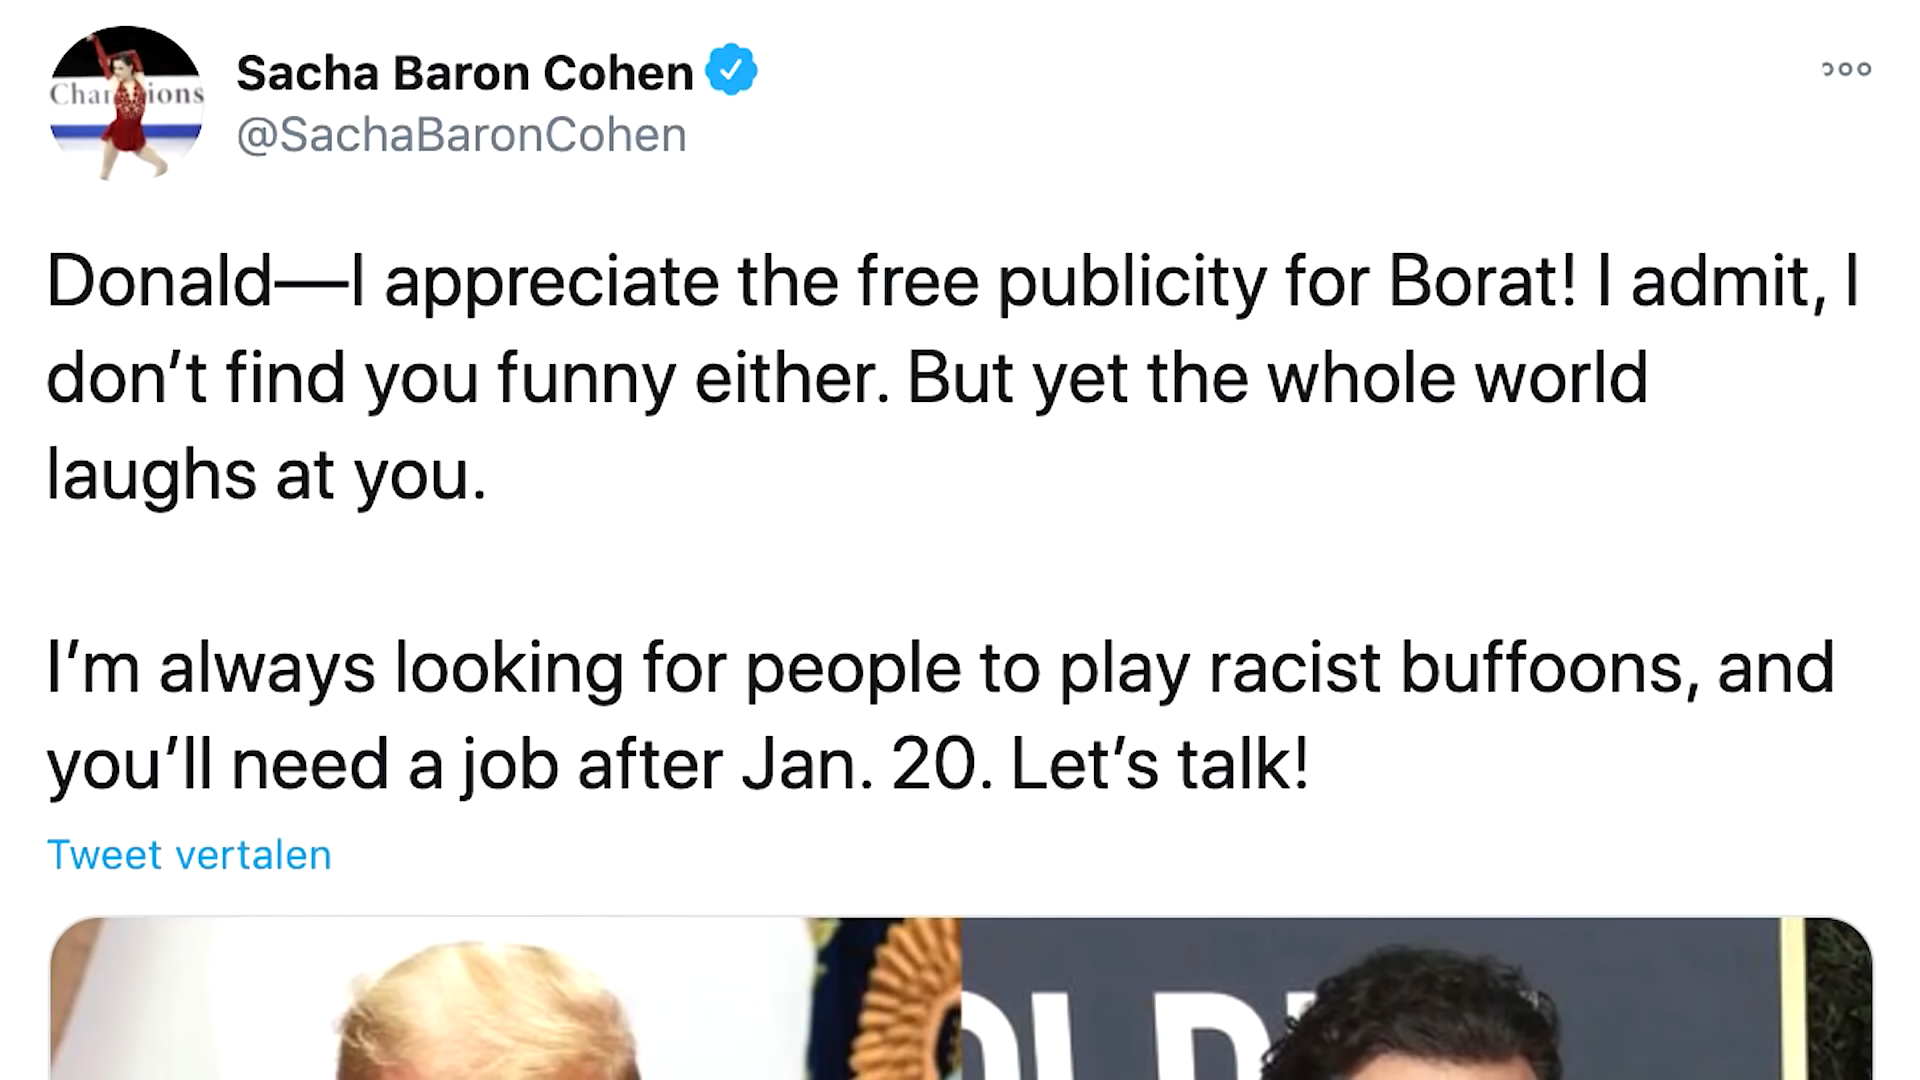 Sacha Baron Cohen
@SachaBaronCohen
Donald—I appreciate the free publicity for Borat! I admit, I
don’t find you funny either. But yet the whole world
laughs at you.
I’m always looking for people to play racist buffoons, and
you’ll need a job after Jan. 20. Let’s talk!
Tweet vertalen